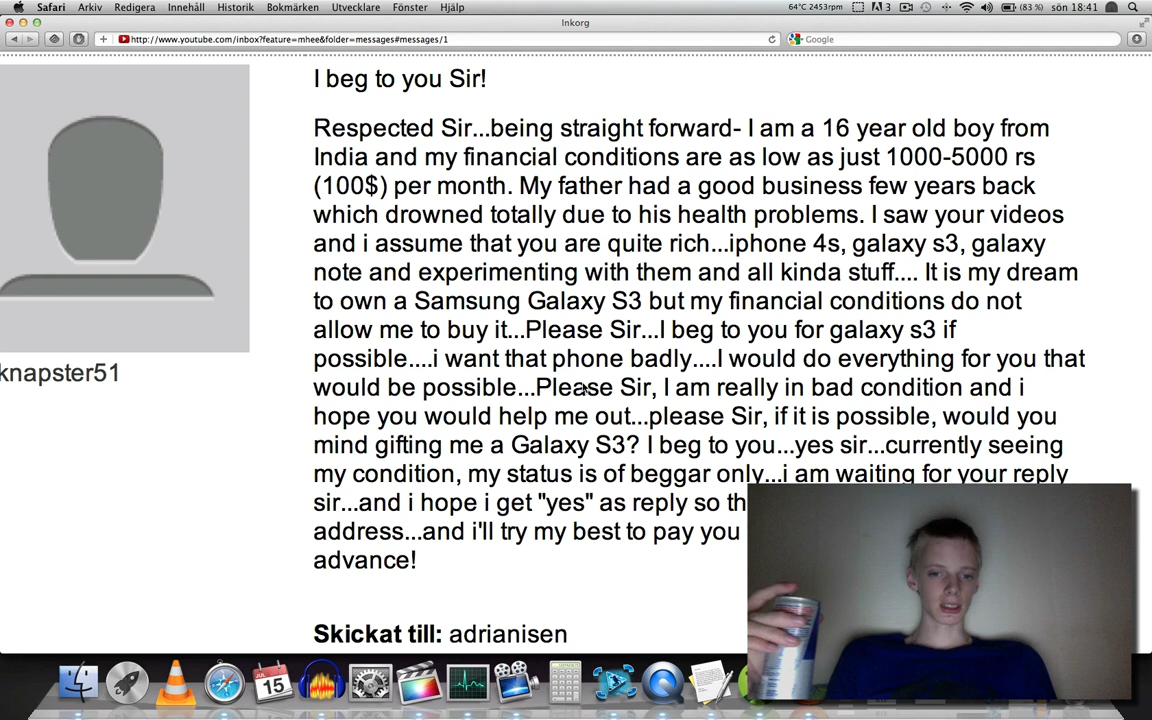 Safari Arkiv Redigera Innehåll Historik Bokmärken Utvecklare Fönster Hjälp 64°C 2453rpm 3 (83 %) sön 18:41
Inkorg
http://www.youtube.com/inbox?feature=mhee&folder=messages#messages/1 Google
I beg to you Sir!
Respected Sir...being straight forward- I am a 16 year old boy from
India and my financial conditions are as low as just 1000-5000 rs
(100$) per month. My father had a good business few years back
which drowned totally due to his health problems. I saw your videos
and i assume that you are quite rich...iphone 4s, galaxy s3, galaxy
note and experimenting with them and all kinda stuff.... It is my dream
to own a Samsung Galaxy S3 but my financial conditions do not
allow me to buy it...Please Sir...I beg to you for galaxy s3 if
possible....i want that phone badly....I would do everything for you that
would be possible...Please Sir, I am really in bad condition and i
hope you would help me out...please Sir, if it is possible, would you
mind gifting me a Galaxy S3? I beg to you...yes sir...currently seeing
my condition, my status is of beggar only...i am waiting for your reply
sir...and i hope i get "yes" as reply so th
address...and i'll try my best to pay you
advance!
knapster51
Skickat till: adrianisen
JUL
15